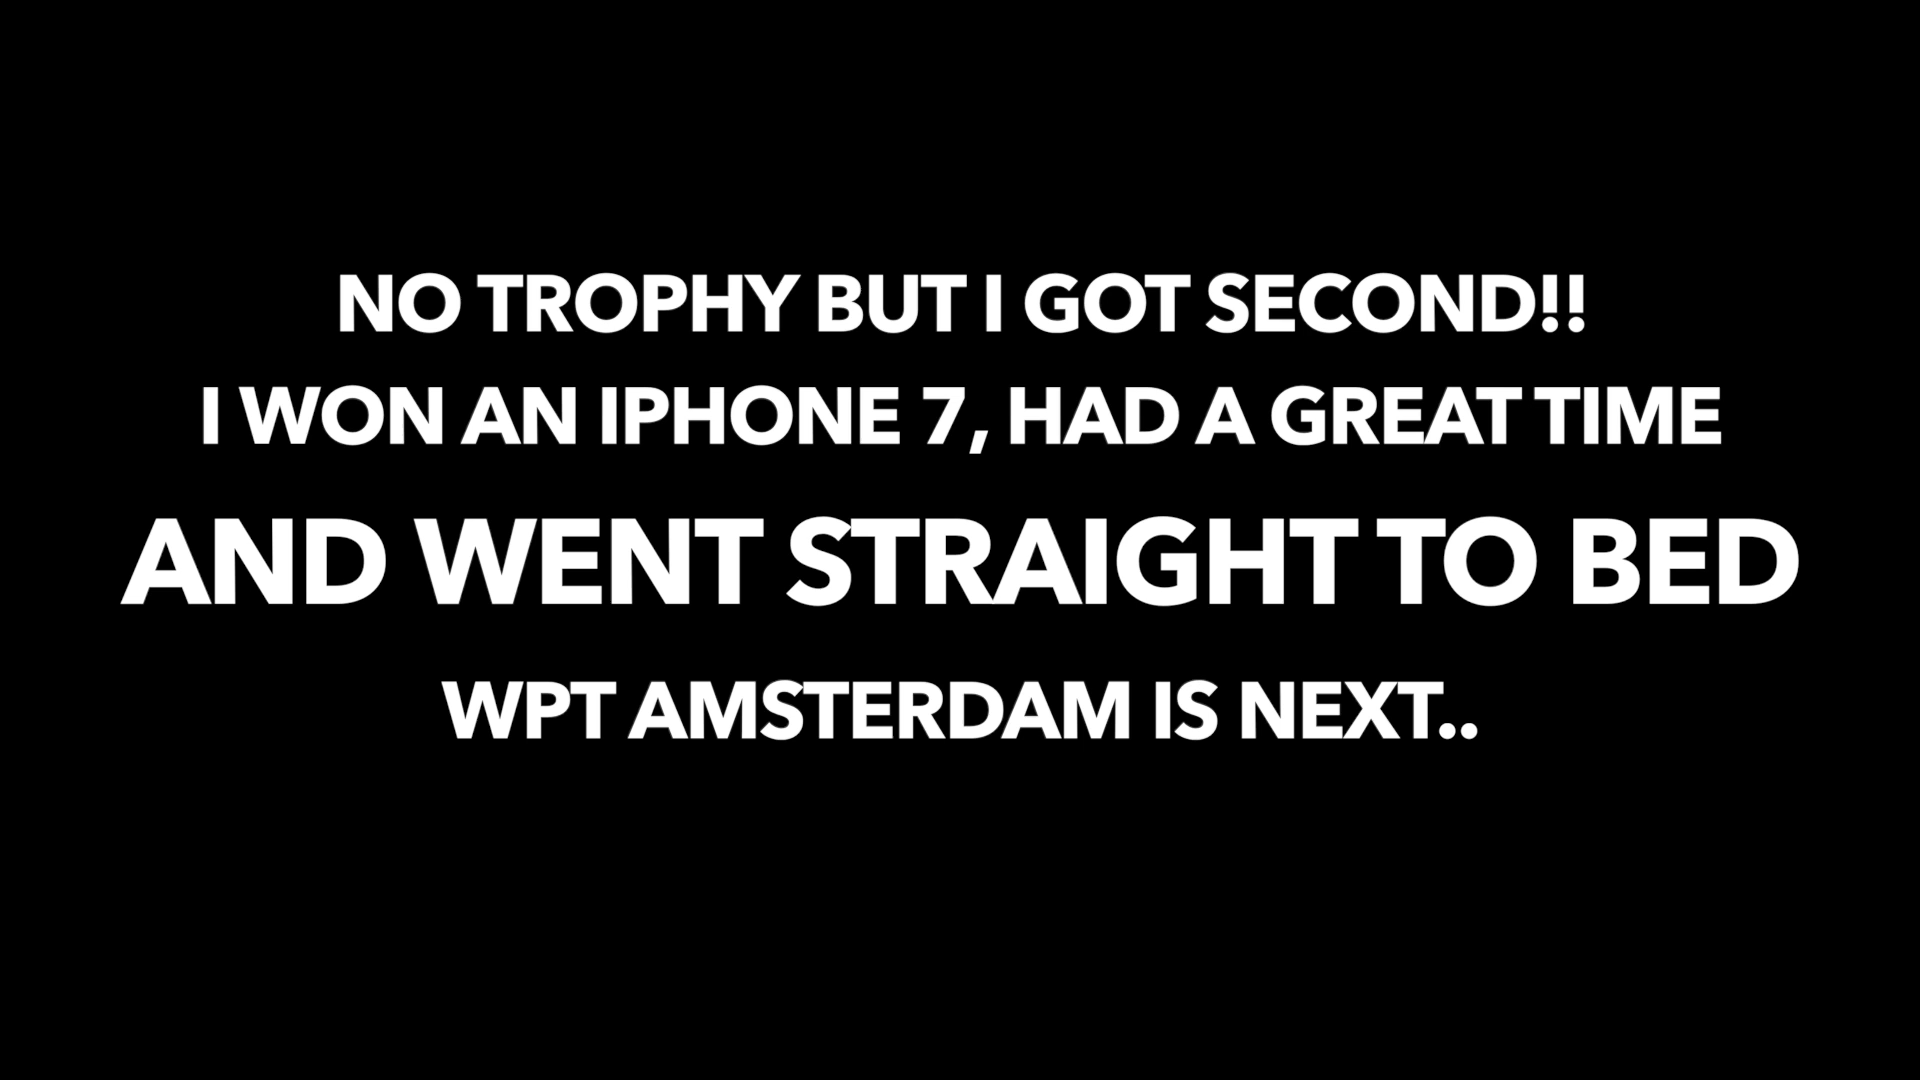 NO TROPHY BUT I GOT SECOND!!
I WON AN IPHONE 7, HAD A GREAT TIME
AND WENT STRAIGHT TO BED
WPT AMSTERDAM IS NEXT..